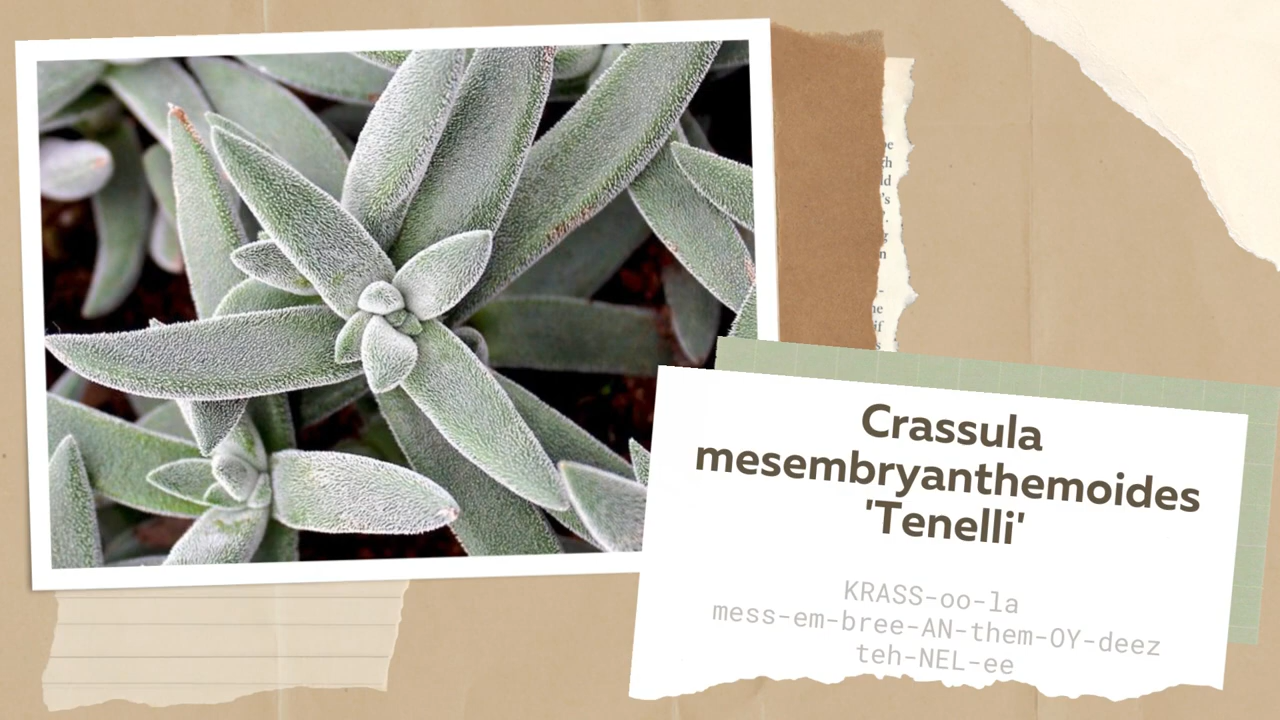 Crassula
mesembryanthemoides
'Tenelli'
KRASS-oo-la
mess-em-bree-AN-them-OY-deez
teh-NEL-ee